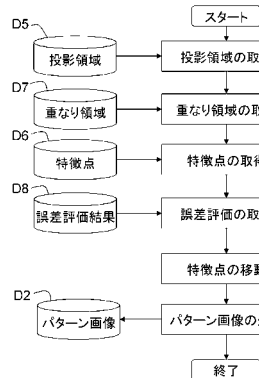 スタート
D5
投影領域
投影領域の取
D7
重なり領域
重なり領域の取
D6
特徴点
特徴点の取得
D8
誤差評価結果
誤差評価の取
特徴点の移動
D2
パターン画像
パターン画像の
終了